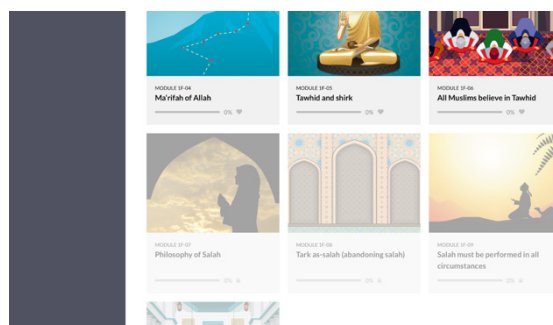 MODULE 1F-04
Ma'rifah of Allah
0%
MODULE 1F-05
Tawhid and shirk
0%
MODULE 1F-06
All Muslims believe in Tawhid
0%
MODULE 1F-07
Philosophy of Salah
0%
MODULE 1F-08
Tark as-salah (abandoning salah)
0%
MODULE 1F-09
Salah must be performed in all
circumstances
0%